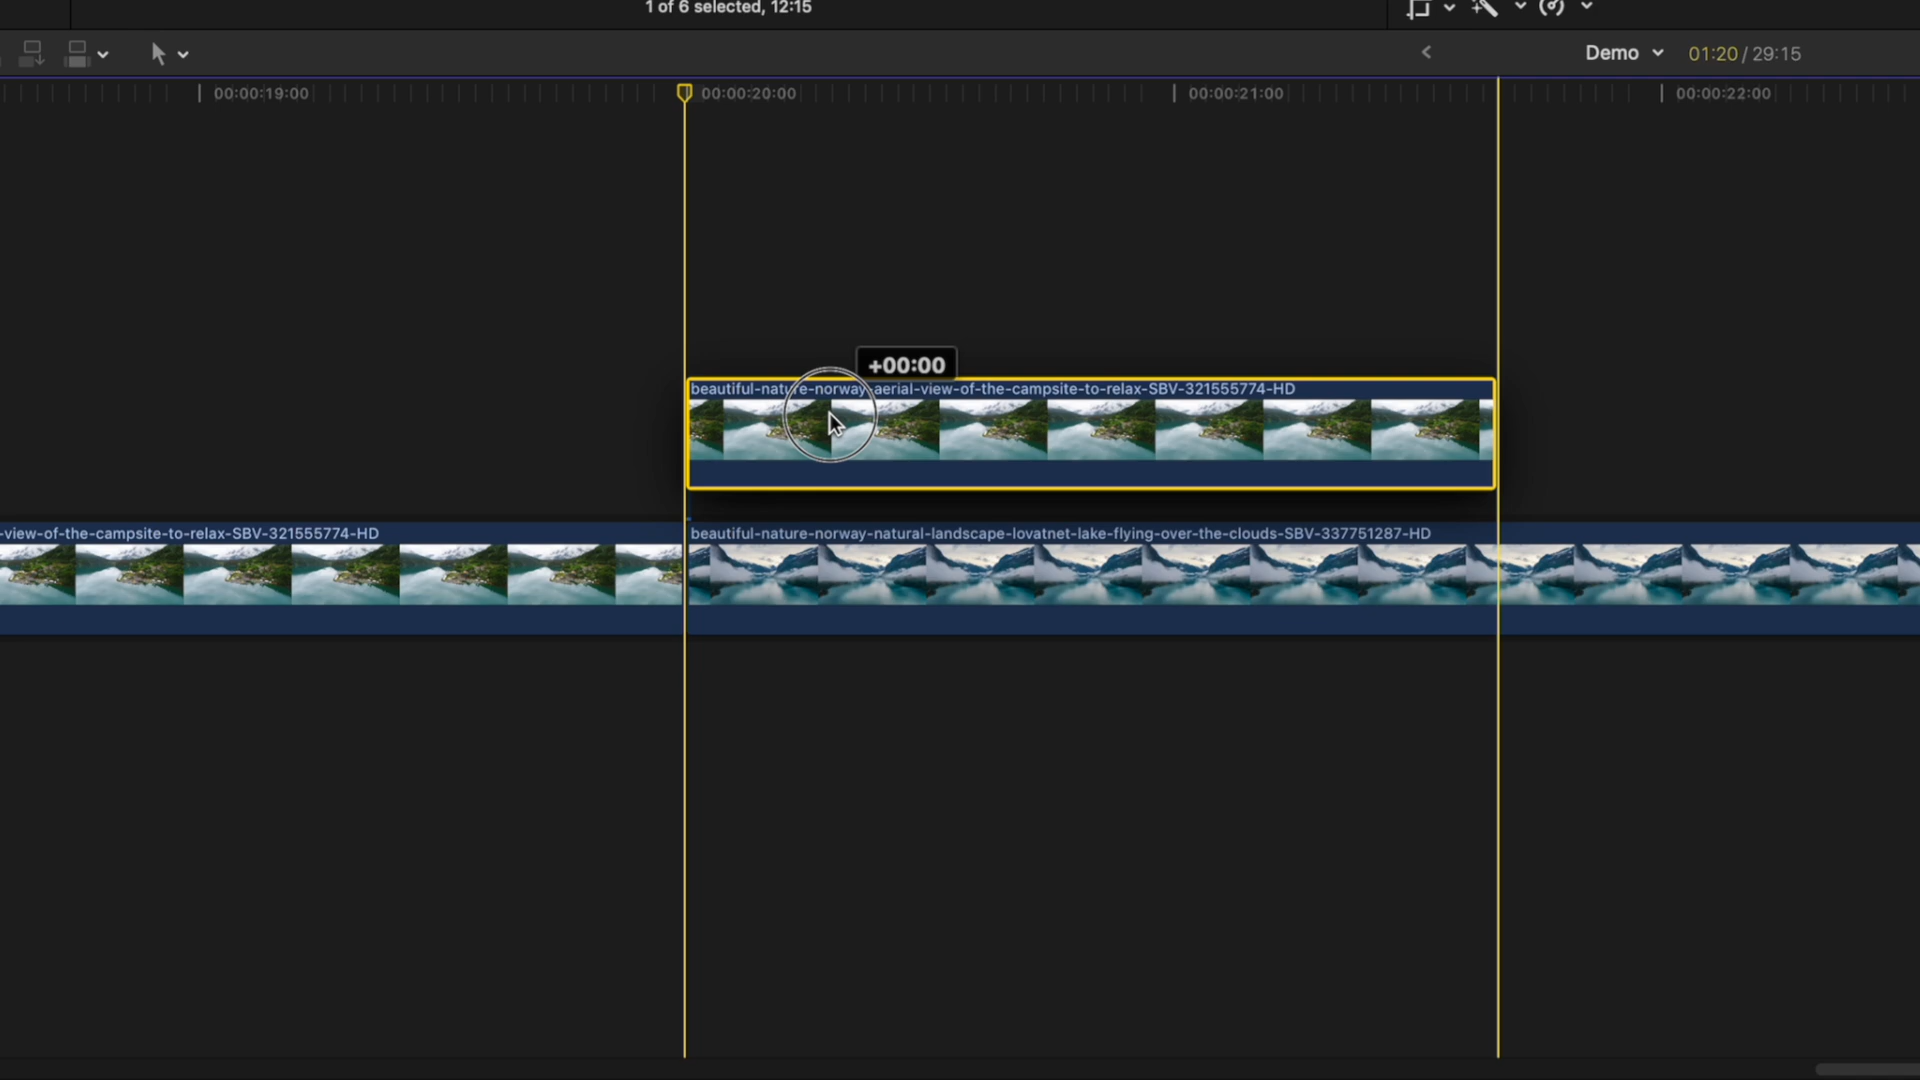 1 of 6 selected, 12:15
Demo 01:20 / 29:15
00:00:19:00 00:00:20:00 00:00:21:00 00:00:22:00
+00:00
beautiful-nature-norway-aerial-view-of-the-campsite-to-relax-SBV-321555774-HD
-view-of-the-campsite-to-relax-SBV-321555774-HD
beautiful-nature-norway-natural-landscape-lovatnet-lake-flying-over-the-clouds-SBV-337751287-HD